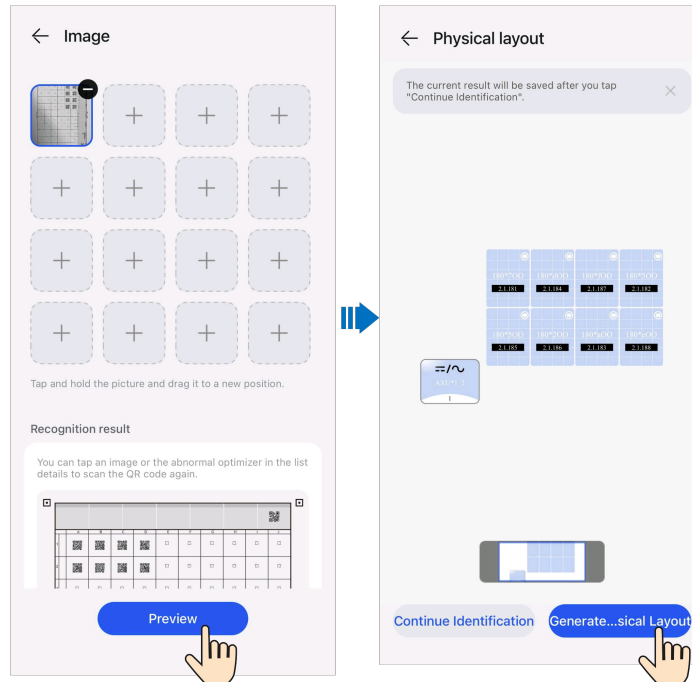 Image
Tap and hold the picture and drag it to a new position.
Recognition result
You can tap an image or the abnormal optimizer in the list
details to scan the QR code again.
A B C D E F G H I J
1
2
Preview
Physical layout
The current result will be saved after you tap
"Continue Identification".
2.1.181 2.1.184 2.1.187 2.1.182
2.1.185 2.1.186 2.1.183 2.1.188
1
Continue Identification
Generate...sical Layout